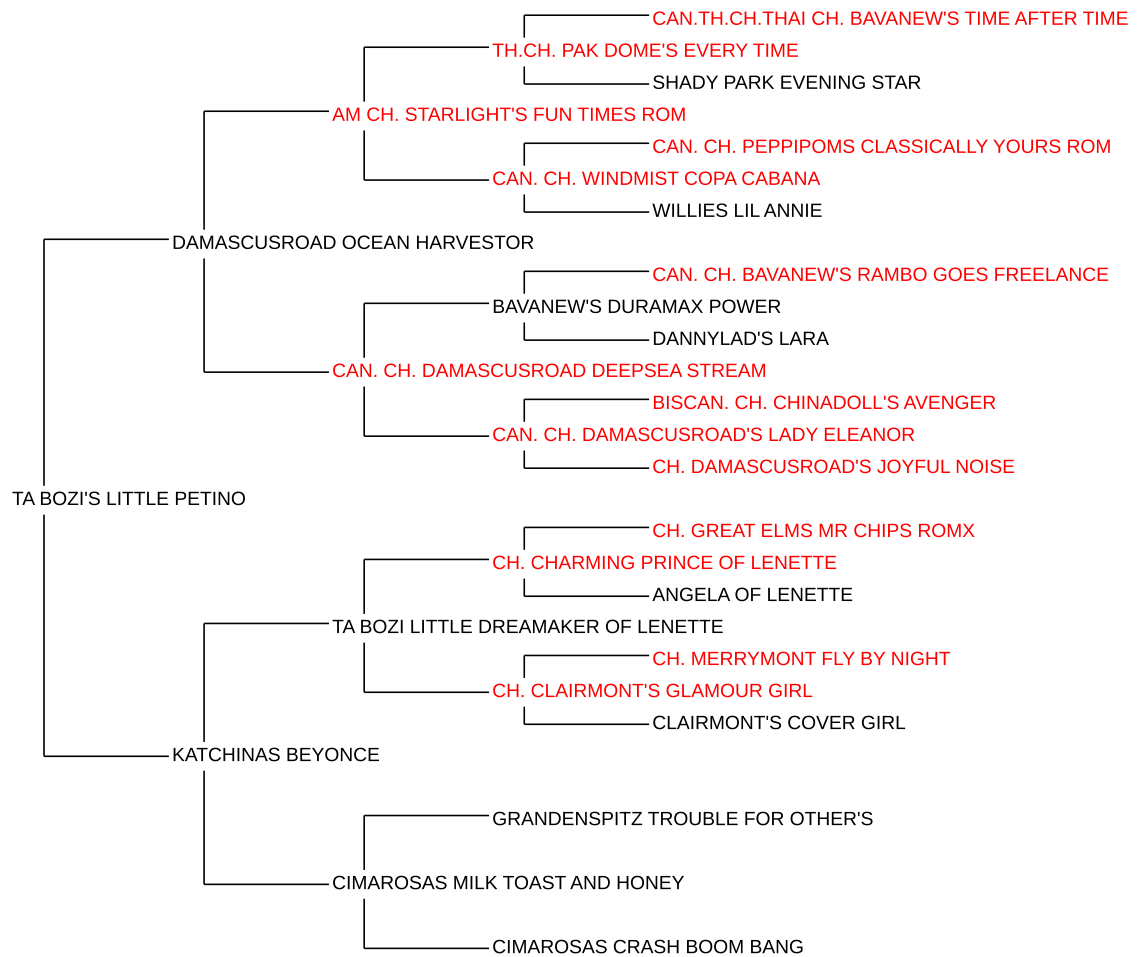 CAN.TH.CH.THAI CH. BAVANEW'S TIME AFTER TIME
TH.CH. PAK DOME'S EVERY TIME
SHADY PARK EVENING STAR
AM CH. STARLIGHT'S FUN TIMES ROM
CAN. CH. PEPPIPOMS CLASSICALLY YOURS ROM
CAN. CH. WINDMIST COPA CABANA
WILLIES LIL ANNIE
DAMASCUSROAD OCEAN HARVESTOR
CAN. CH. BAVANEW'S RAMBO GOES FREELANCE
BAVANEW'S DURAMAX POWER
DANNYLAD'S LARA
CAN. CH. DAMASCUSROAD DEEPSEA STREAM
BISCAN. CH. CHINADOLL'S AVENGER
CAN. CH. DAMASCUSROAD'S LADY ELEANOR
CH. DAMASCUSROAD'S JOYFUL NOISE
TA BOZI'S LITTLE PETINO
CH. GREAT ELMS MR CHIPS ROMX
CH. CHARMING PRINCE OF LENETTE
ANGELA OF LENETTE
TA BOZI LITTLE DREAMAKER OF LENETTE
CH. MERRYMONT FLY BY NIGHT
CH. CLAIRMONT'S GLAMOUR GIRL
CLAIRMONT'S COVER GIRL
KATCHINAS BEYONCE
GRANDENSPITZ TROUBLE FOR OTHER'S
CIMAROSAS MILK TOAST AND HONEY
CIMAROSAS CRASH BOOM BANG